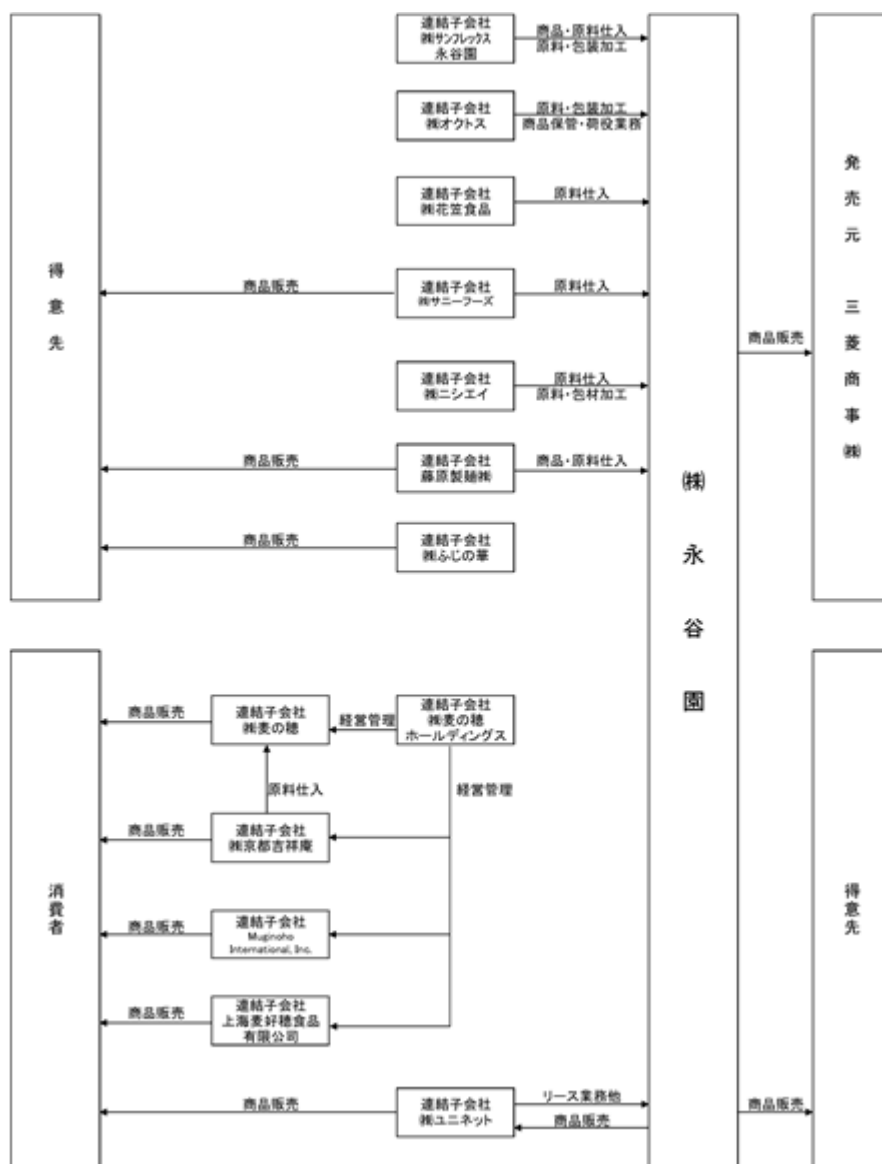 連結子会社
㈱サンフレックス
永谷園
商品・原料仕入
原料・包装加工
連結子会社
㈱オクトス
原料・包装加工
商品保管・荷役業務
連結子会社
㈱花笠食品
原料仕入
得意先
商品販売
連結子会社
㈱サニーフーズ
原料仕入
連結子会社
㈱ニシエイ
原料仕入
原料・包材加工
商品販売
連結子会社
藤原製麺㈱
商品・原料仕入
商品販売
連結子会社
㈱ふじの華
㈱永谷園
商品販売
発売元 三菱商事㈱
消費者
商品販売
連結子会社
㈱麦の穂
経営管理
連結子会社
㈱麦の穂
ホールディングス
原料仕入
経営管理
商品販売
連結子会社
㈱京都吉祥庵
商品販売
連結子会社
Muginoho
International, Inc.
商品販売
連結子会社
上海麦好穂食品
有限公司
商品販売
連結子会社
㈱ユニネット
リース業務他
商品販売
商品販売
得意先